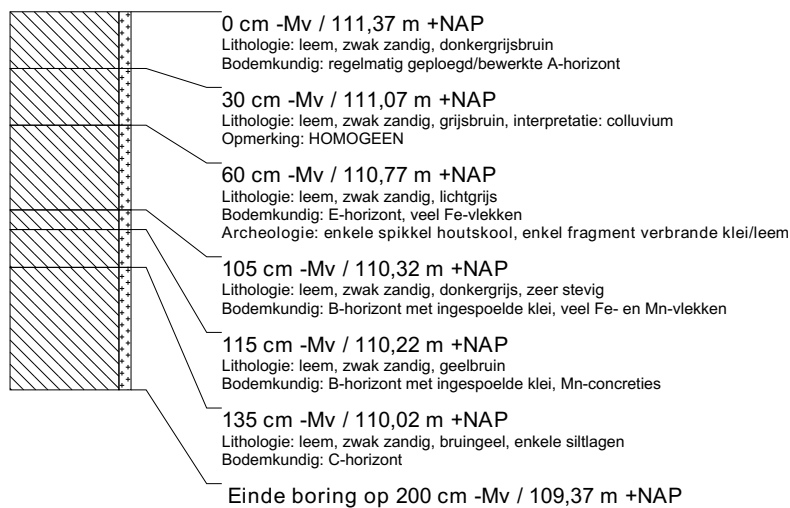 0 cm -Mv / 111,37 m +NAP
Lithologie: leem, zwak zandig, donkergrijsbruin
Bodemkundig: regelmatig geploegd/bewerkte A-horizont
30 cm -Mv / 111,07 m +NAP
Lithologie: leem, zwak zandig, grijsbruin, interpretatie: colluvium
Opmerking: HOMOGEEN
60 cm -Mv / 110,77 m +NAP
Lithologie: leem, zwak zandig, lichtgrijs
Bodemkundig: E-horizont, veel Fe-vlekken
Archeologie: enkele spikkel houtskool, enkel fragment verbrande klei/leem
105 cm -Mv / 110,32 m +NAP
Lithologie: leem, zwak zandig, donkergrijs, zeer stevig
Bodemkundig: B-horizont met ingespoelde klei, veel Fe- en Mn-vlekken
115 cm -Mv / 110,22 m +NAP
Lithologie: leem, zwak zandig, geelbruin
Bodemkundig: B-horizont met ingespoelde klei, Mn-concreties
135 cm -Mv / 110,02 m +NAP
Lithologie: leem, zwak zandig, bruingeel, enkele siltlagen
Bodemkundig: C-horizont
Einde boring op 200 cm -Mv / 109,37 m +NAP